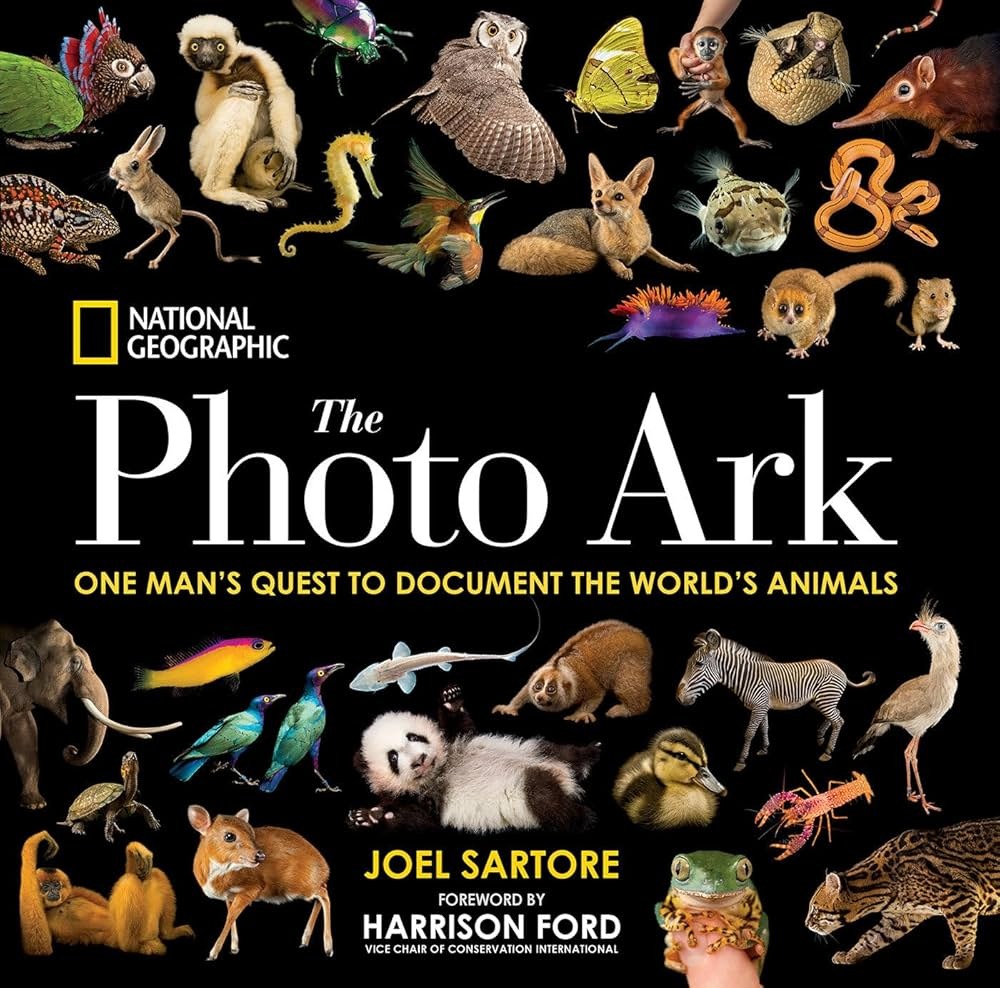 NATIONAL
GEOGRAPHIC
The
Photo Ark
ONE MAN'S QUEST TO DOCUMENT THE WORLD'S ANIMALS
JOEL SARTORE
FOREWORD BY
HARRISON FORD
VICE CHAIR OF CONSERVATION INTERNATIONAL